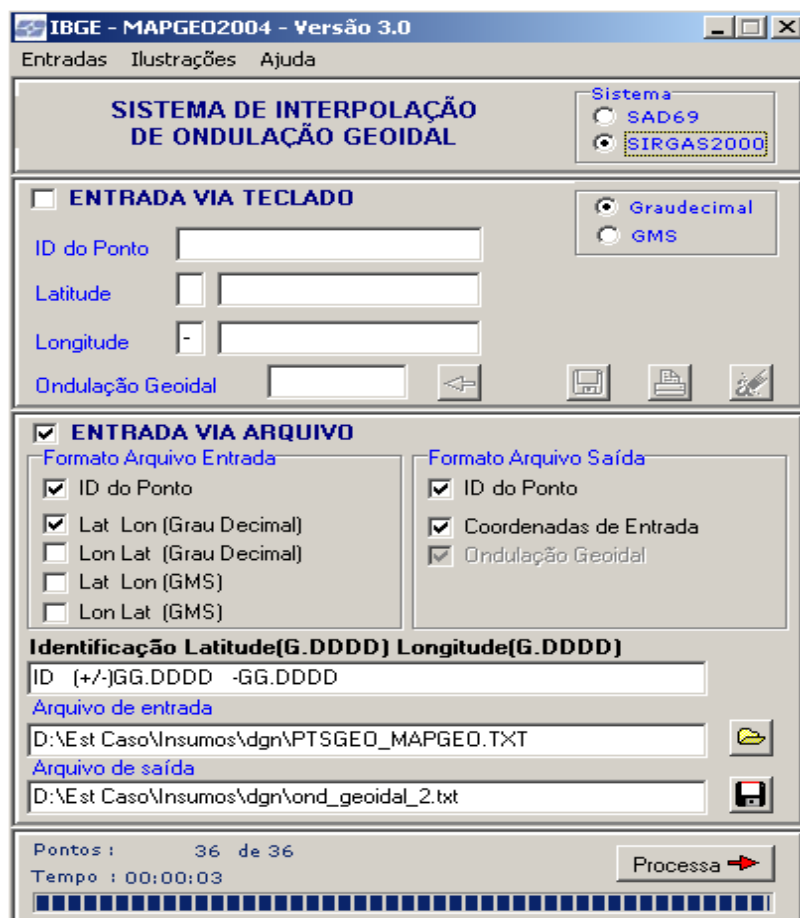 IBGE - MAPGEO2004 - Versão 3.0
Entradas Ilustrações Ajuda
SISTEMA DE INTERPOLAÇÃO
DE ONDULAÇÃO GEOIDAL
Sistema
SAD69
SIRGAS2000
ENTRADA VIA TECLADO
Graudecimal
GMS
ID do Ponto
Latitude
Longitude -
Ondulação Geoidal
ENTRADA VIA ARQUIVO
Formato Arquivo Entrada
ID do Ponto
Lat Lon (Grau Decimal)
Lon Lat (Grau Decimal)
Lat Lon (GMS)
Lon Lat (GMS)
Formato Arquivo Saída
ID do Ponto
Coordenadas de Entrada
Ondulação Geoidal
Identificação Latitude(G.DDDD) Longitude(G.DDDD)
ID (+/-)GG.DDDD -GG.DDDD
Arquivo de entrada
D:\Est Caso\Insumos\dgn\PTSGEO_MAPGEO.TXT
Arquivo de saída
D:\Est Caso\Insumos\dgn\ond_geoidal_2.txt
Pontos : 36 de 36
Tempo : 00:00:03
Processa